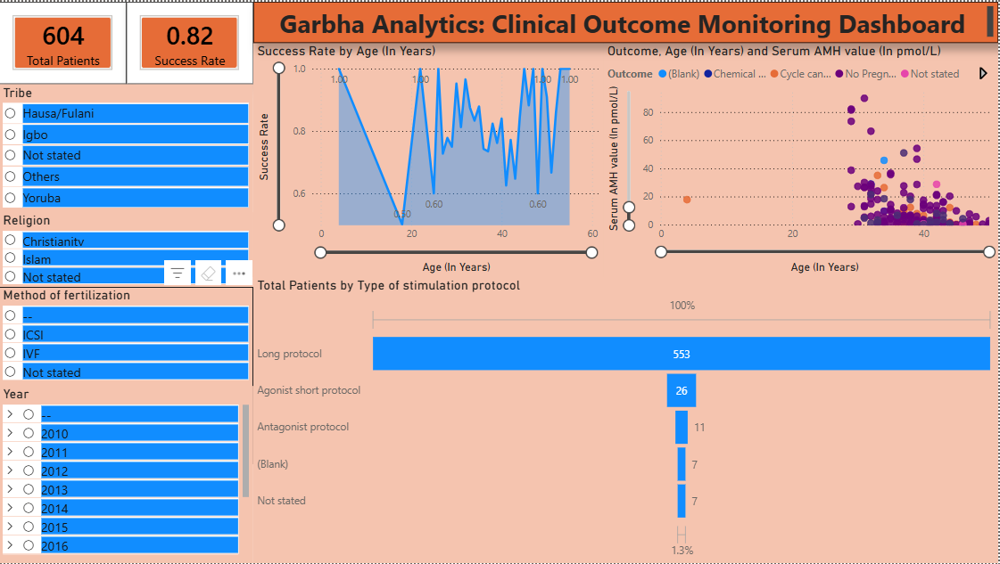 604
Total Patients
0.82
Success Rate
Garbha Analytics: Clinical Outcome Monitoring Dashboard
Tribe
Hausa/Fulani
Igbo
Not stated
Others
Yoruba
Religion
Christianity
Islam
Not stated
Method of fertilization
--
ICSI
IVF
Not stated
Year
--
2010
2011
2012
2013
2014
2015
2016
Success Rate by Age (In Years)
Success Rate
1.0
0.8
0.6
1.00
1.00
1.00
1.00
0.50
0.60
0.60
0
20
40
60
Age (In Years)
Outcome, Age (In Years) and Serum AMH value (In pmol/L)
Outcome (Blank) Chemical ... Cycle can... No Pregn... Not stated
Serum AMH value (In pmol/L)
80
60
40
20
0
0
20
40
Age (In Years)
Total Patients by Type of stimulation protocol
100%
Long protocol 553
Agonist short protocol 26
Antagonist protocol 11
(Blank) 7
Not stated 7
1.3%